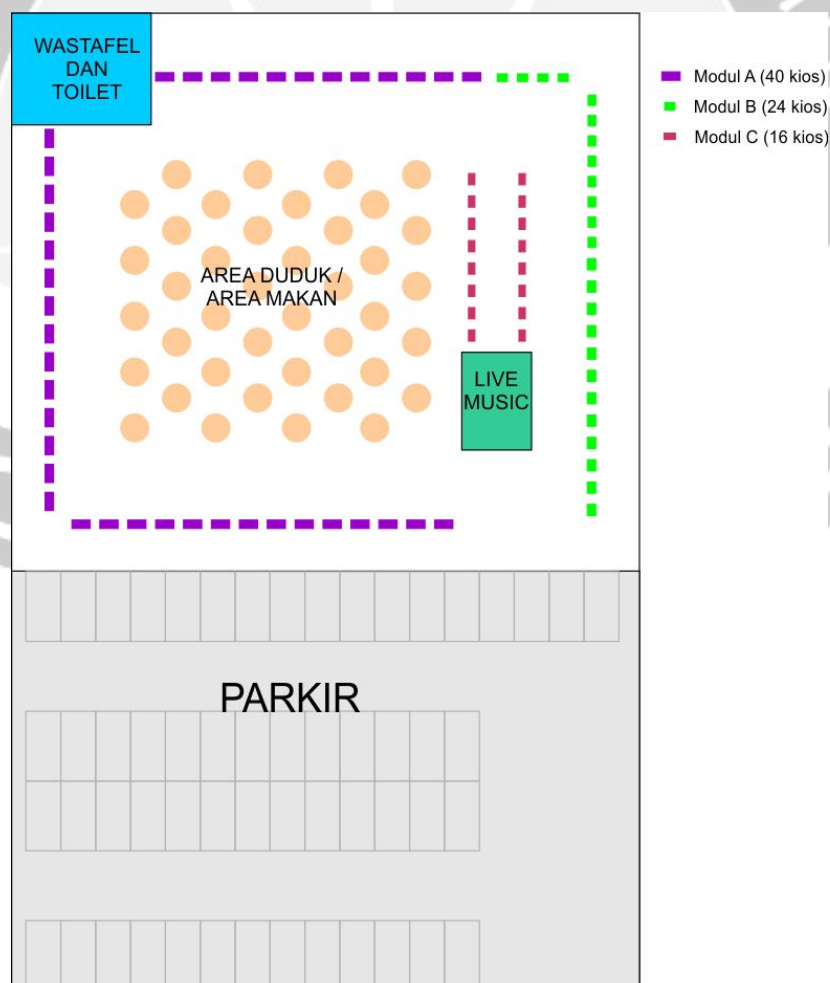 WASTAFEL
DAN
TOILET
Modul A (40 kios)
Modul B (24 kios)
Modul C (16 kios)
AREA DUDUK /
AREA MAKAN
LIVE
MUSIC
PARKIR